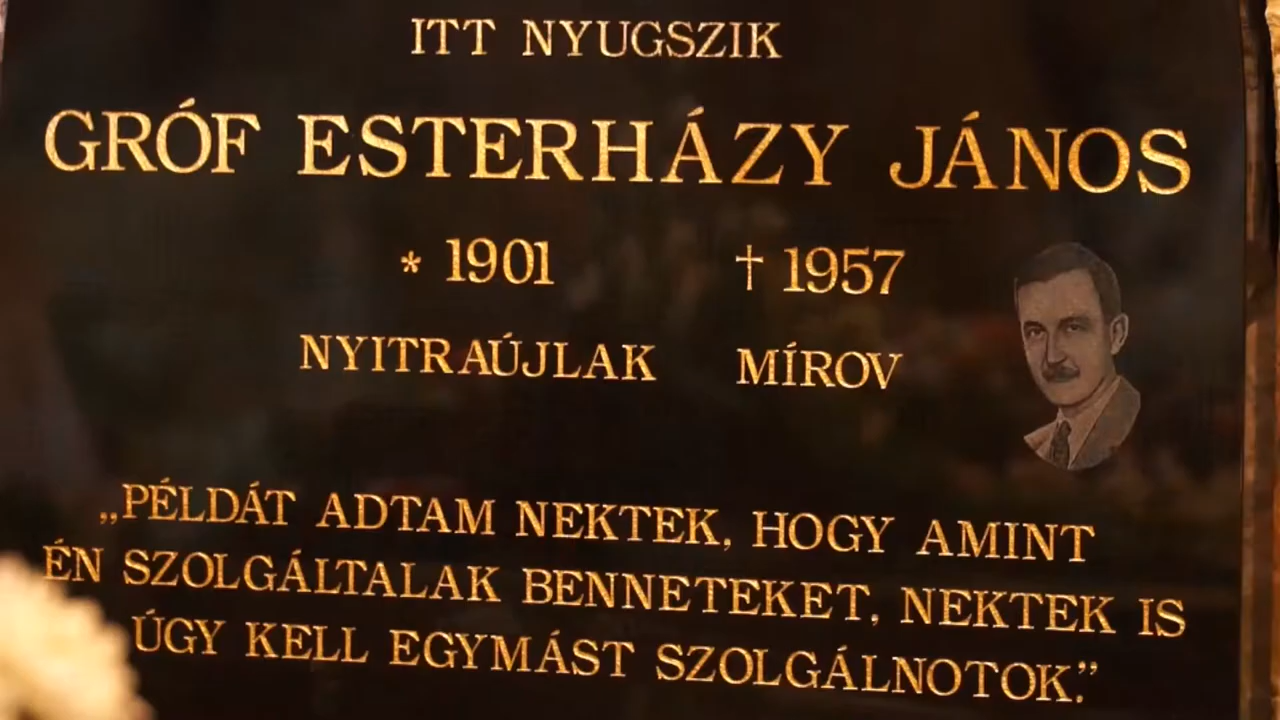 ITT NYUGSZIK
GRÓF ESTERHÁZY JÁNOS
* 1901 † 1957
NYITRAÚJLAK MÍROV
„PÉLDÁT ADTAM NEKTEK, HOGY AMINT
ÉN SZOLGÁLTALAK BENNETEKET, NEKTEK IS
ÚGY KELL EGYMÁST SZOLGÁLNOTOK.”